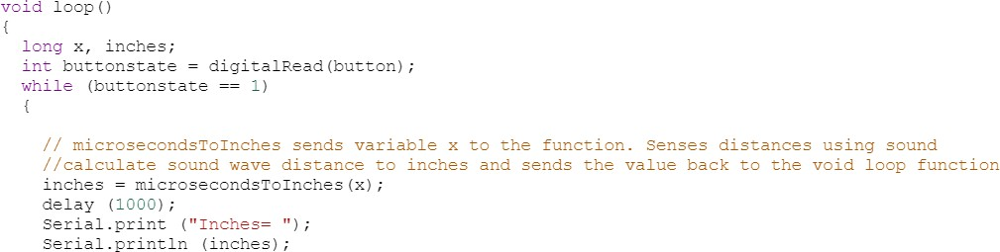 void loop()
{
long x, inches;
int buttonstate = digitalRead(button);
while (buttonstate == 1)
{
// microsecondsToInches sends variable x to the function. Senses distances using sound
//calculate sound wave distance to inches and sends the value back to the void loop function
inches = microsecondsToInches(x);
delay (1000);
Serial.print ("Inches= ");
Serial.println (inches);